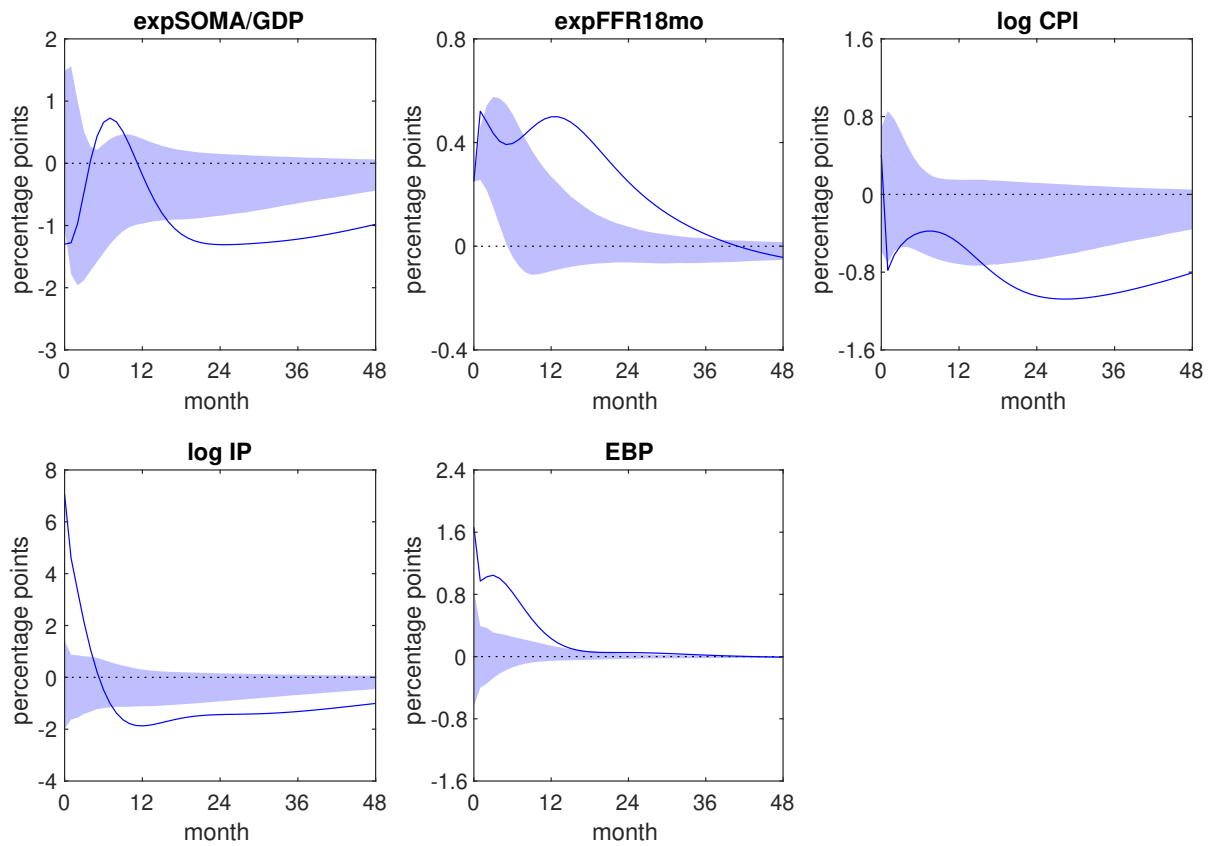 expSOMA/GDP
2
1
0
-1
-2
-3
percentage points
0 12 24 36 48
month
expFFR18mo
0.8
0.4
0
-0.4
percentage points
0 12 24 36 48
month
log CPI
1.6
0.8
0
-0.8
-1.6
percentage points
0 12 24 36 48
month
log IP
8
6
4
2
0
-2
-4
percentage points
0 12 24 36 48
month
EBP
2.4
1.6
0.8
0
-0.8
-1.6
percentage points
0 12 24 36 48
month